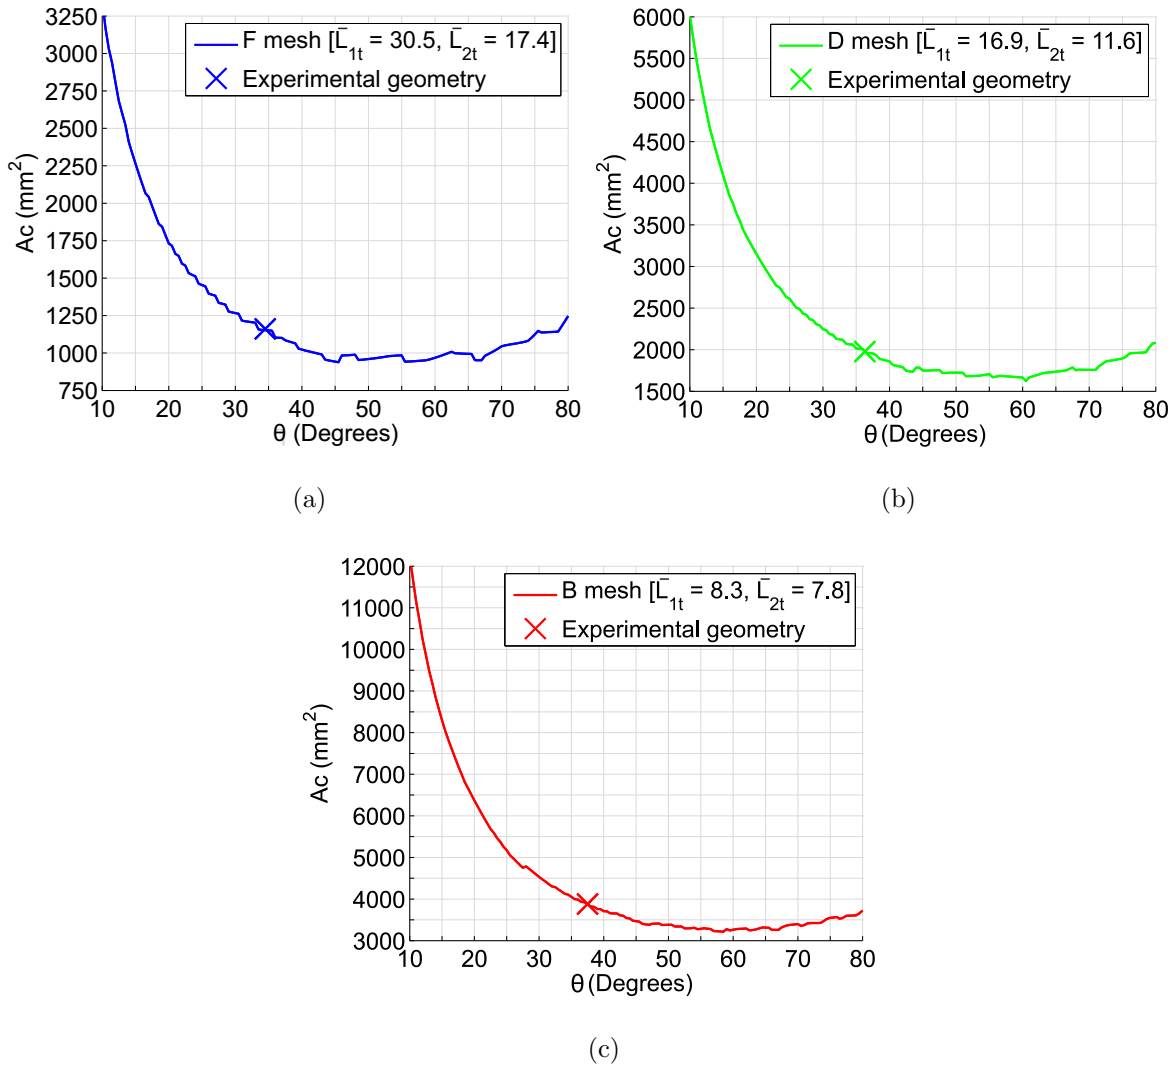 3250
3000
2750
2500
2250
2000
1750
1500
1250
1000
750
Ac (mm²)
F mesh [L̄₁ₜ = 30.5, L̄₂ₜ = 17.4]
Experimental geometry
10 20 30 40 50 60 70 80
θ (Degrees)
(a)
6000
5500
5000
4500
4000
3500
3000
2500
2000
1500
Ac (mm²)
D mesh [L̄₁ₜ = 16.9, L̄₂ₜ = 11.6]
Experimental geometry
10 20 30 40 50 60 70 80
θ (Degrees)
(b)
12000
11000
10000
9000
8000
7000
6000
5000
4000
3000
Ac (mm²)
B mesh [L̄₁ₜ = 8.3, L̄₂ₜ = 7.8]
Experimental geometry
10 20 30 40 50 60 70 80
θ (Degrees)
(c)